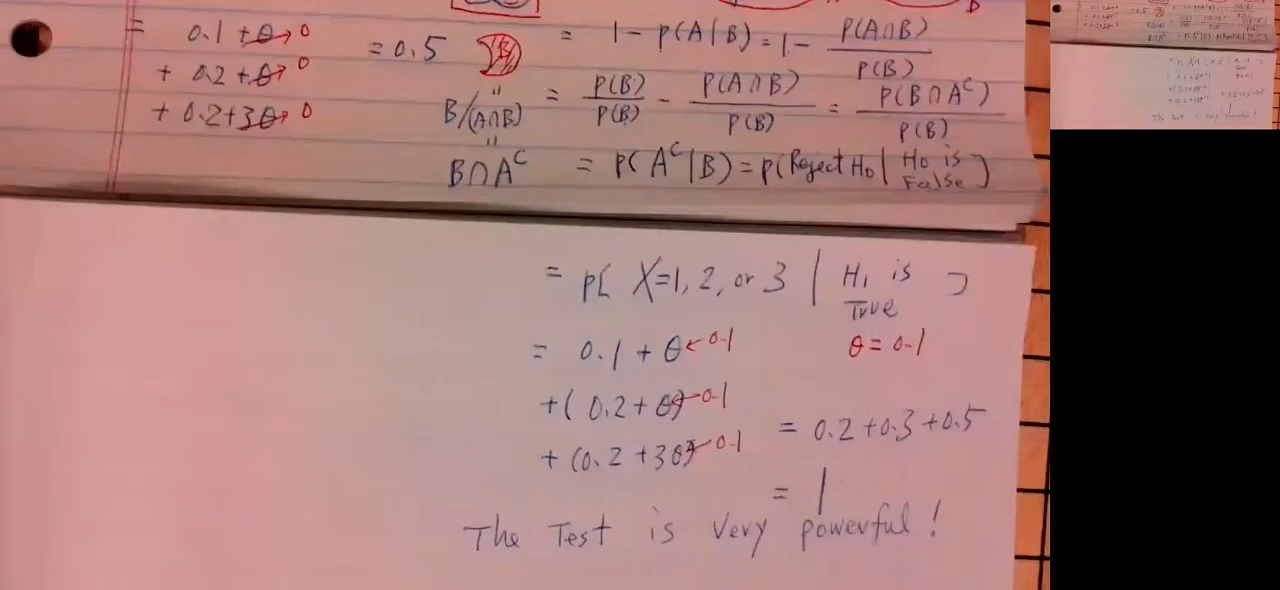 = 0.1 + θ→0
+ 0.2 + θ→0 = 0.5
+ 0.2+3θ→0
B
"
B/(A∩B)
"
B∩A^C
= 1 - P(A|B) = 1 - P(A∩B)/P(B)
= P(B)/P(B) - P(A∩B)/P(B) = P(B∩A^C)/P(B)
= P(A^C|B) = P(Reject H0 | H0 is False)
= P[ X=1, 2, or 3 | H1 is True ]
θ = 0.1
= 0.1 + θ←0.1
+ (0.2 + θ)←0.1
+ (0.2 + 3θ)←0.1
= 0.2 + 0.3 + 0.5
= 1
The Test is very powerful!